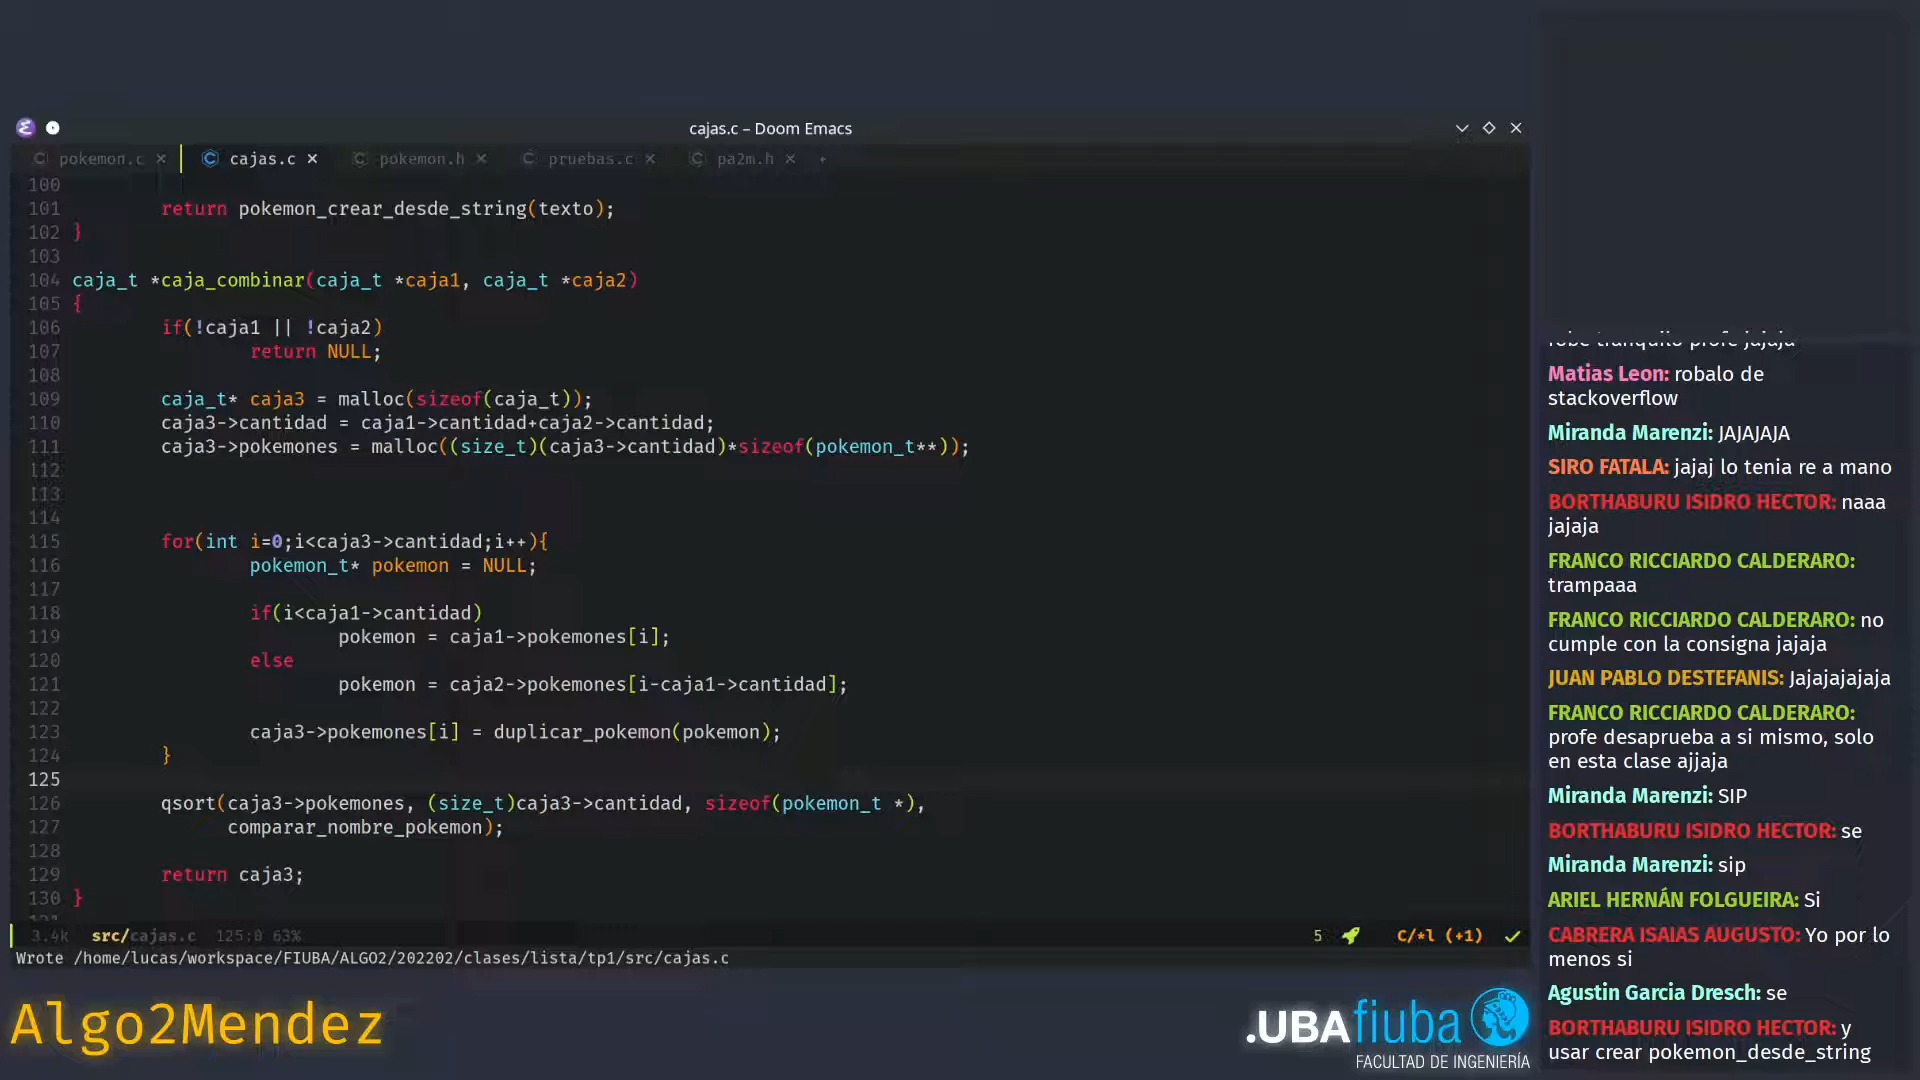 cajas.c – Doom Emacs
pokemon.c × cajas.c × pokemon.h × pruebas.c × pa2m.h × +
100
101 return pokemon_crear_desde_string(texto);
102 }
103
104 caja_t *caja_combinar(caja_t *caja1, caja_t *caja2)
105 {
106 if(!caja1 || !caja2)
107 return NULL;
108
109 caja_t* caja3 = malloc(sizeof(caja_t));
110 caja3->cantidad = caja1->cantidad+caja2->cantidad;
111 caja3->pokemones = malloc((size_t)(caja3->cantidad)*sizeof(pokemon_t**));
112
113
114
115 for(int i=0;i<caja3->cantidad;i++){
116 pokemon_t* pokemon = NULL;
117
118 if(i<caja1->cantidad)
119 pokemon = caja1->pokemones[i];
120 else
121 pokemon = caja2->pokemones[i-caja1->cantidad];
122
123 caja3->pokemones[i] = duplicar_pokemon(pokemon);
124 }
125
126 qsort(caja3->pokemones, (size_t)caja3->cantidad, sizeof(pokemon_t *),
127 comparar_nombre_pokemon);
128
129 return caja3;
130 }
3.4k src/cajas.c 125:0 63% 5 C/*l (+1)
Wrote /home/lucas/workspace/FIUBA/ALGO2/202202/clases/lista/tp1/src/cajas.c
Algo2Mendez
.UBAfiuba
FACULTAD DE INGENIERÍA
robe tranquilo profe jajaja
Matias Leon: robalo de
stackoverflow
Miranda Marenzi: JAJAJAJA
SIRO FATALA: jajaj lo tenia re a mano
BORTHABURU ISIDRO HECTOR: naaa
jajaja
FRANCO RICCIARDO CALDERARO:
trampaaa
FRANCO RICCIARDO CALDERARO: no
cumple con la consigna jajaja
JUAN PABLO DESTEFANIS: Jajajajajaja
FRANCO RICCIARDO CALDERARO:
profe desaprueba a si mismo, solo
en esta clase ajjaja
Miranda Marenzi: SIP
BORTHABURU ISIDRO HECTOR: se
Miranda Marenzi: sip
ARIEL HERNÁN FOLGUEIRA: Si
CABRERA ISAIAS AUGUSTO: Yo por lo
menos si
Agustin Garcia Dresch: se
BORTHABURU ISIDRO HECTOR: y
usar crear pokemon_desde_string